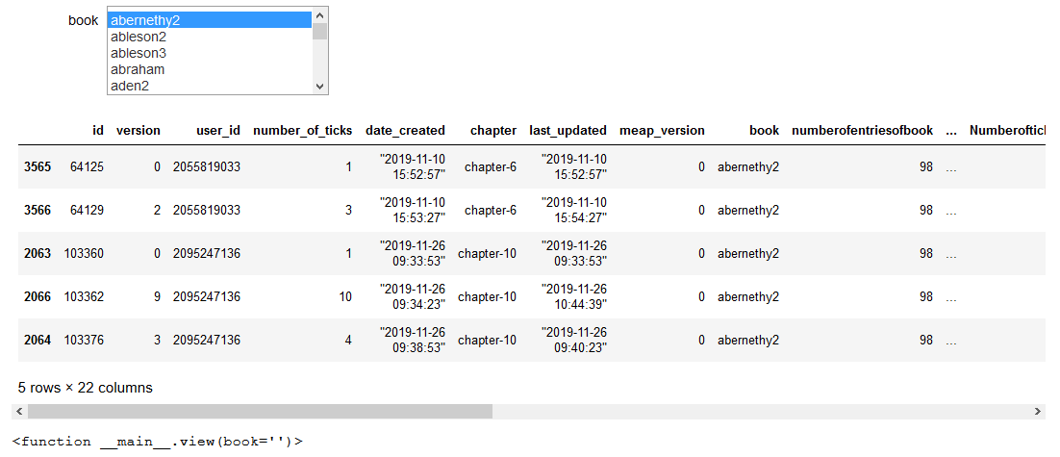 book
abernethy2
ableson2
ableson3
abraham
aden2
id version user_id number_of_ticks date_created chapter last_updated meap_version book numberofentriesofbook ... Numberoftic
3565 64125 0 2055819033 1 "2019-11-10 15:52:57" chapter-6 "2019-11-10 15:52:57" 0 abernethy2 98 ...
3566 64129 2 2055819033 3 "2019-11-10 15:53:27" chapter-6 "2019-11-10 15:54:27" 0 abernethy2 98 ...
2063 103360 0 2095247136 1 "2019-11-26 09:33:53" chapter-10 "2019-11-26 09:33:53" 0 abernethy2 98 ...
2066 103362 9 2095247136 10 "2019-11-26 09:34:23" chapter-10 "2019-11-26 10:44:39" 0 abernethy2 98 ...
2064 103376 3 2095247136 4 "2019-11-26 09:38:53" chapter-10 "2019-11-26 09:40:23" 0 abernethy2 98 ...
5 rows × 22 columns
<function __main__.view(book='')>